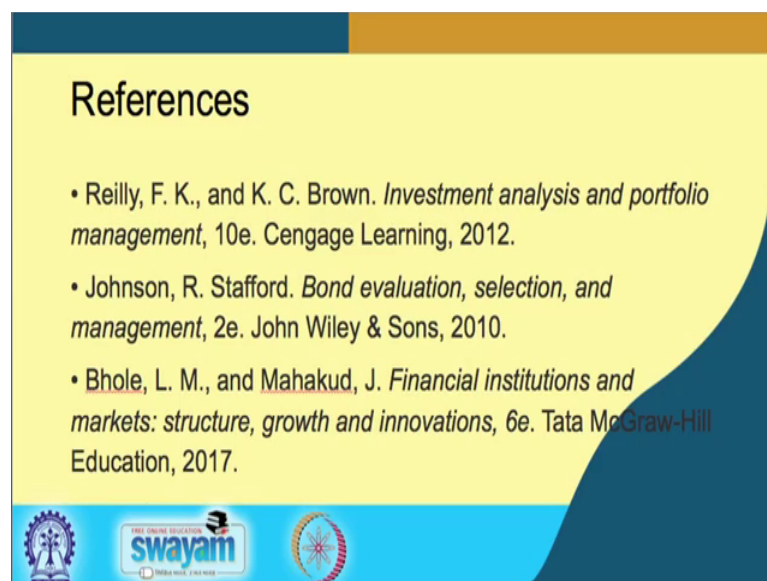 References
• Reilly, F. K., and K. C. Brown. Investment analysis and portfolio
management, 10e. Cengage Learning, 2012.
• Johnson, R. Stafford. Bond evaluation, selection, and
management, 2e. John Wiley & Sons, 2010.
• Bhole, L. M., and Mahakud, J. Financial institutions and
markets: structure, growth and innovations, 6e. Tata McGraw-Hill
Education, 2017.
FREE ONLINE EDUCATION
swayam